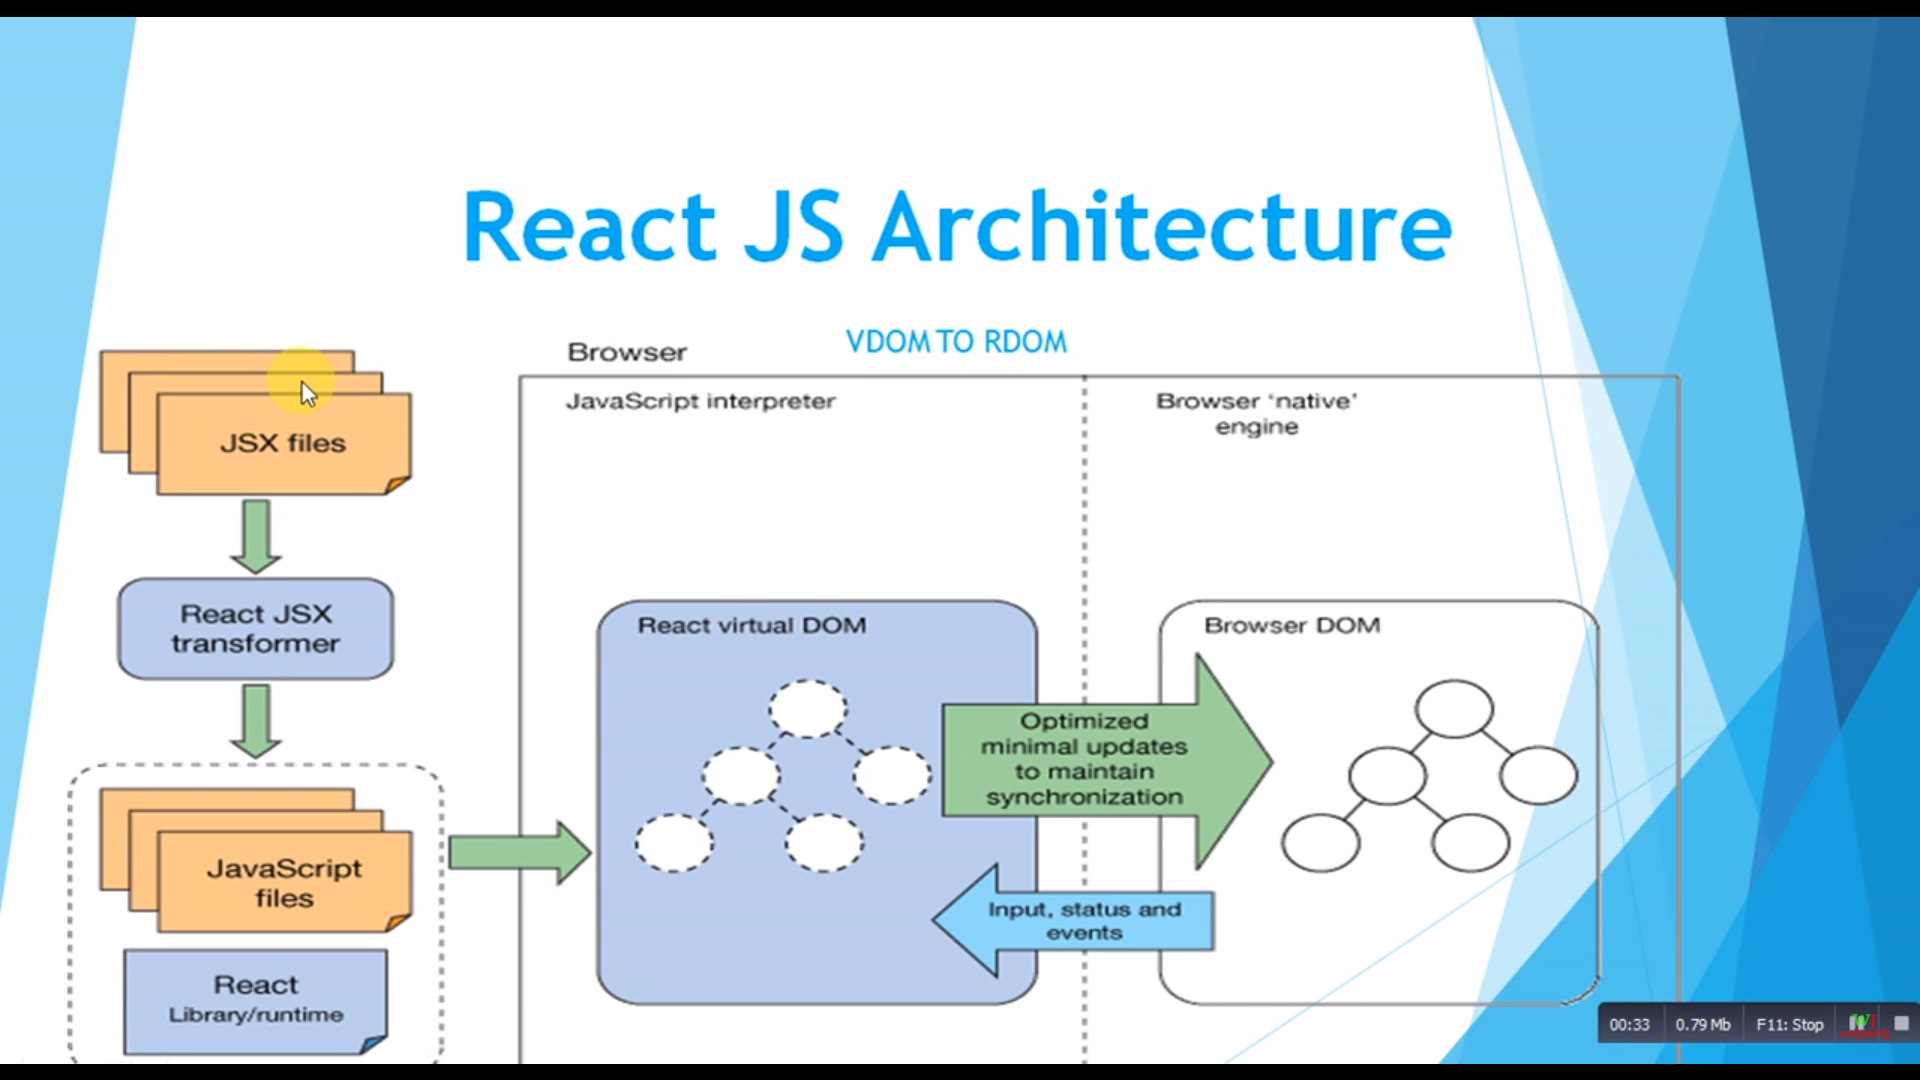 React JS Architecture
VDOM TO RDOM
Browser
JavaScript interpreter
Browser ‘native’
engine
JSX files
React JSX
transformer
JavaScript
files
React
Library/runtime
React virtual DOM
Optimized
minimal updates
to maintain
synchronization
Input, status and
events
Browser DOM
00:33 0.79 Mb F11: Stop